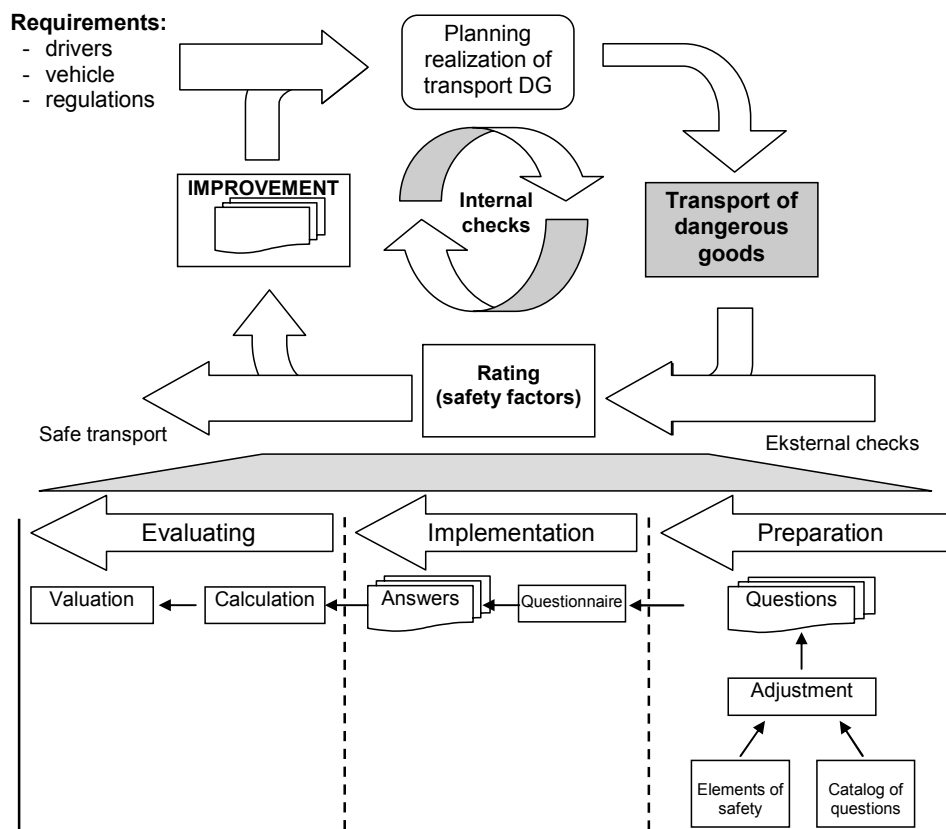 Requirements:
- drivers
- vehicle
- regulations
Planning
realization of
transport DG
IMPROVEMENT
Internal
checks
Transport of
dangerous
goods
Rating
(safety factors)
Safe transport
Eksternal checks
Evaluating
Implementation
Preparation
Valuation
Calculation
Answers
Questionnaire
Questions
Adjustment
Elements of
safety
Catalog of
questions